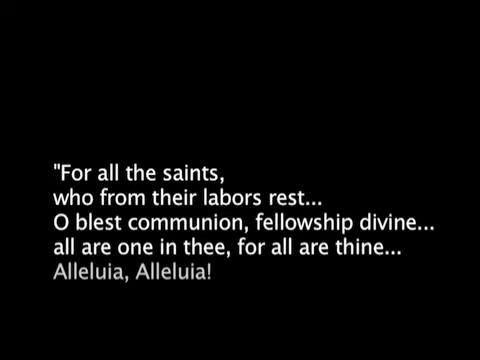 "For all the saints,
who from their labors rest...
O blest communion, fellowship divine...
all are one in thee, for all are thine...
Alleluia, Alleluia!